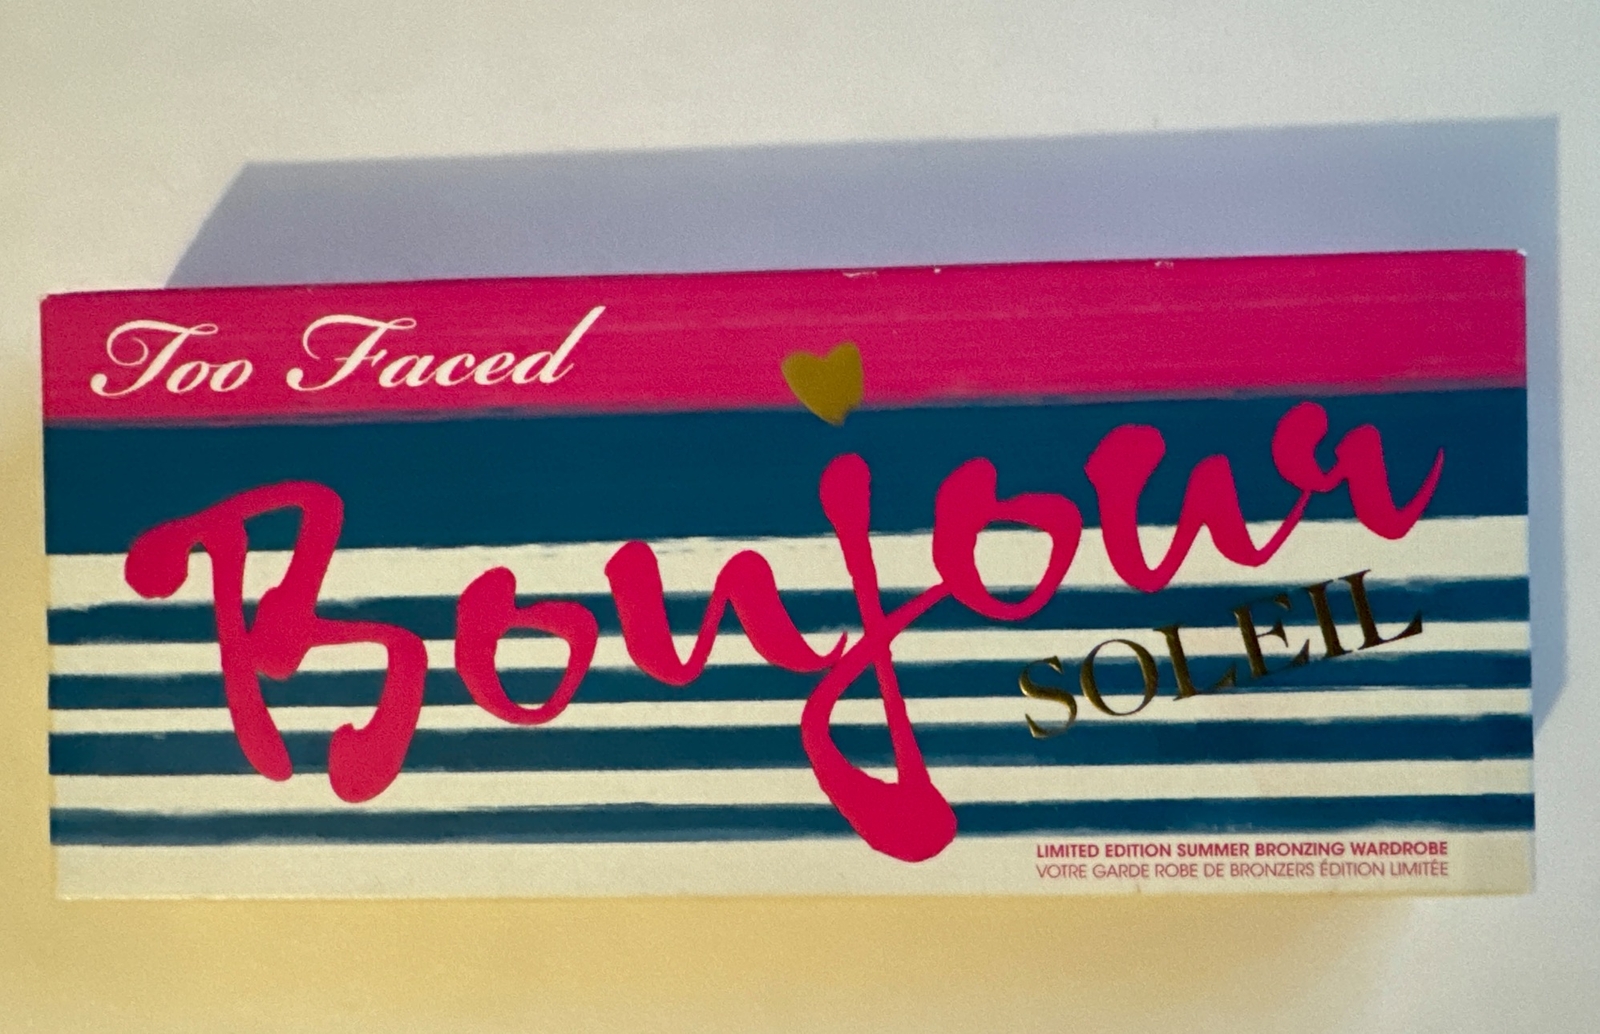 Too Faced
Bonjour
SOLEIL
LIMITED EDITION SUMMER BRONZING WARDROBE
VOTRE GARDE ROBE DE BRONZERS ÉDITION LIMITÉE